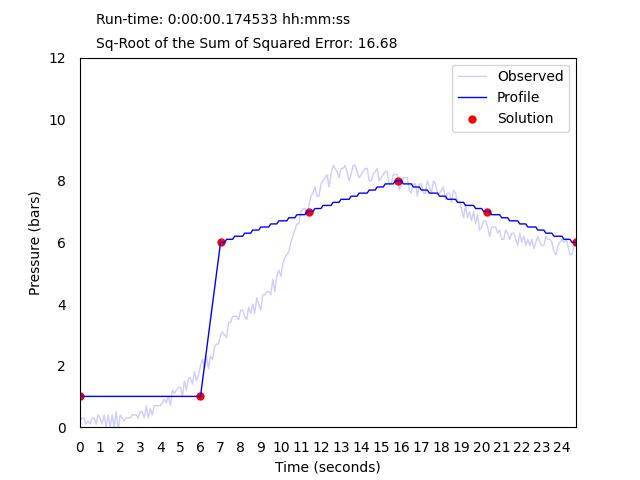 Run-time: 0:00:00.174533 hh:mm:ss
Sq-Root of the Sum of Squared Error: 16.68
12
10
8
6
4
2
0
Pressure (bars)
Observed
Profile
Solution
0 1 2 3 4 5 6 7 8 9 10 11 12 13 14 15 16 17 18 19 20 21 22 23 24
Time (seconds)